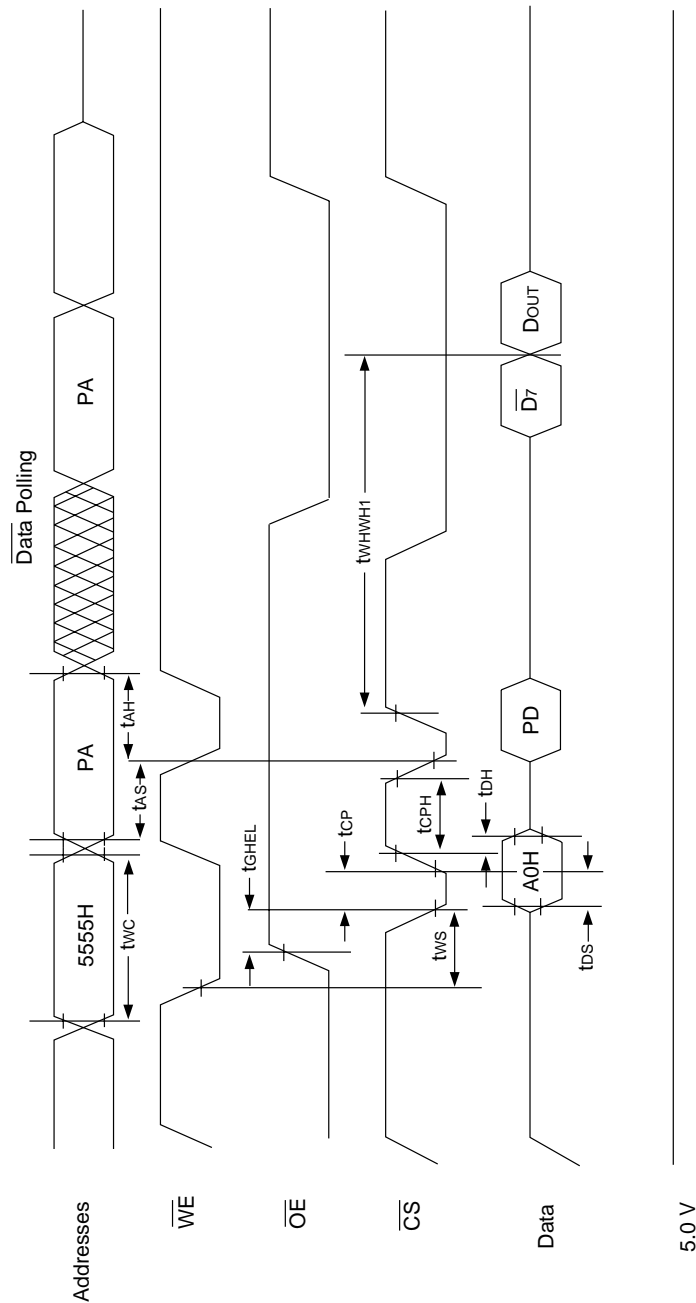 Data Polling
Addresses
5555H
PA
PA
tWC
tAS
tAH
WE
tGHEL
OE
tCP
tWHWH1
CS
tWS
tCPH
tDH
Data
A0H
PD
D7
DOUT
tDS
5.0 V